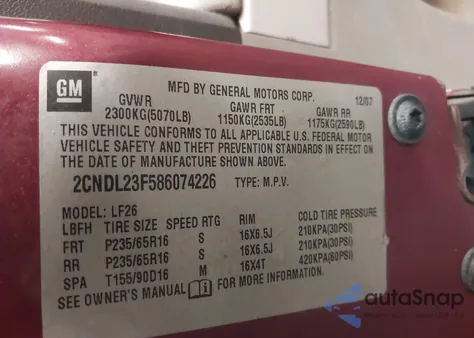 GM
MFD BY GENERAL MOTORS CORP.
12/07
GVWR GAWR FRT GAWR RR
2300KG(5070LB) 1150KG(2535LB) 1175KG(2590LB)
THIS VEHICLE CONFORMS TO ALL APPLICABLE U.S. FEDERAL MOTOR
VEHICLE SAFETY AND THEFT PREVENTION STANDARDS IN EFFECT ON
THE DATE OF MANUFACTURE SHOWN ABOVE.
2CNDL23F586074226 TYPE: M.P.V.
MODEL: LF26
LBFH TIRE SIZE SPEED RTG RIM COLD TIRE PRESSURE
FRT P235/65R16 S 16X6.5J 210KPA(30PSI)
RR P235/65R16 S 16X6.5J 210KPA(30PSI)
SPA T155/90D16 M 16X4T 420KPA(60PSI)
SEE OWNER'S MANUAL i FOR MORE INFORMATION.
autoSnap